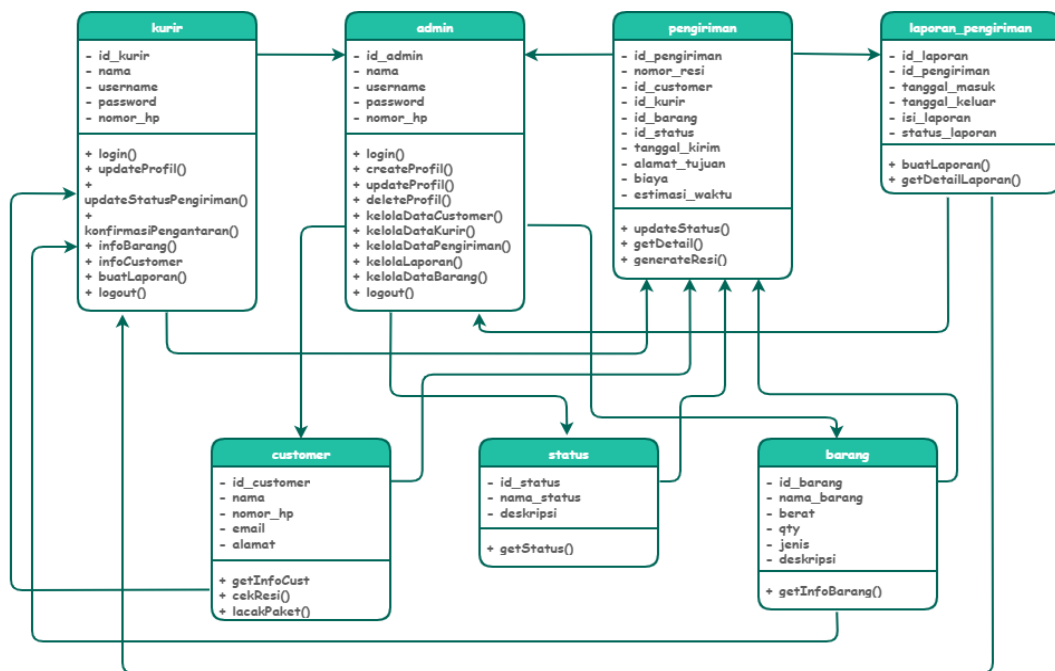 kurir
- id_kurir
- nama
- username
- password
- nomor_hp
+ login()
+ updateProfil()
+
updateStatusPengiriman()
+
konfirmasiPengantaran()
+ infoBarang()
+ infoCustomer
+ buatLaporan()
+ logout()
admin
- id_admin
- nama
- username
- password
- nomor_hp
+ login()
+ createProfil()
+ updateProfil()
+ deleteProfil()
+ kelolaDataCustomer()
+ kelolaDataKurir()
+ kelolaDataPengiriman()
+ kelolaLaporan()
+ kelolaDataBarang()
+ logout()
pengiriman
- id_pengiriman
- nomor_resi
- id_customer
- id_kurir
- id_barang
- id_status
- tanggal_kirim
- alamat_tujuan
- biaya
- estimasi_waktu
+ updateStatus()
+ getDetail()
+ generateResi()
laporan_pengiriman
- id_laporan
- id_pengiriman
- tanggal_masuk
- tanggal_keluar
- isi_laporan
- status_laporan
+ buatLaporan()
+ getDetailLaporan()
customer
- id_customer
- nama
- nomor_hp
- email
- alamat
+ getInfoCust
+ cekResi()
+ lacakPaket()
status
- id_status
- nama_status
- deskripsi
+ getStatus()
barang
- id_barang
- nama_barang
- berat
- qty
- jenis
- deskripsi
+ getInfoBarang()